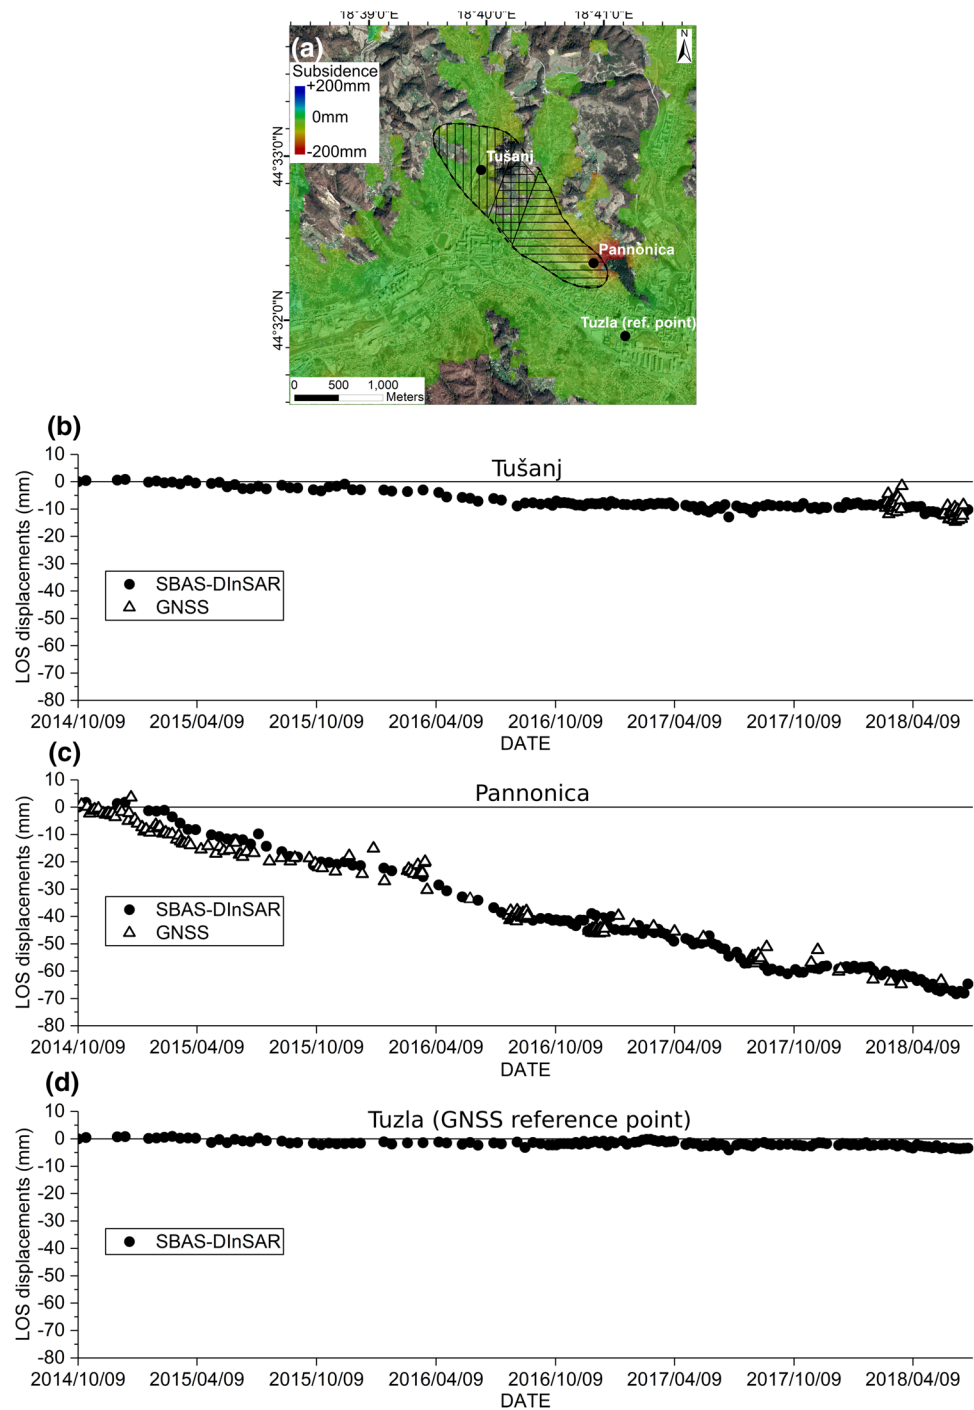 18°39'0"E 18°40'0"E 18°41'0"E
(a)
N
Subsidence
+200mm
0mm
-200mm
44°33'0"N
44°32'0"N
Tušanj
Pannonica
Tuzla (ref. point)
0 500 1,000
Meters
(b)
Tušanj
LOS displacements (mm)
10
0
-10
-20
-30
-40
-50
-60
-70
-80
SBAS-DInSAR
GNSS
2014/10/09 2015/04/09 2015/10/09 2016/04/09 2016/10/09 2017/04/09 2017/10/09 2018/04/09
DATE
(c)
Pannonica
LOS displacements (mm)
10
0
-10
-20
-30
-40
-50
-60
-70
-80
SBAS-DInSAR
GNSS
2014/10/09 2015/04/09 2015/10/09 2016/04/09 2016/10/09 2017/04/09 2017/10/09 2018/04/09
DATE
(d)
Tuzla (GNSS reference point)
LOS displacements (mm)
10
0
-10
-20
-30
-40
-50
-60
-70
-80
SBAS-DInSAR
2014/10/09 2015/04/09 2015/10/09 2016/04/09 2016/10/09 2017/04/09 2017/10/09 2018/04/09
DATE